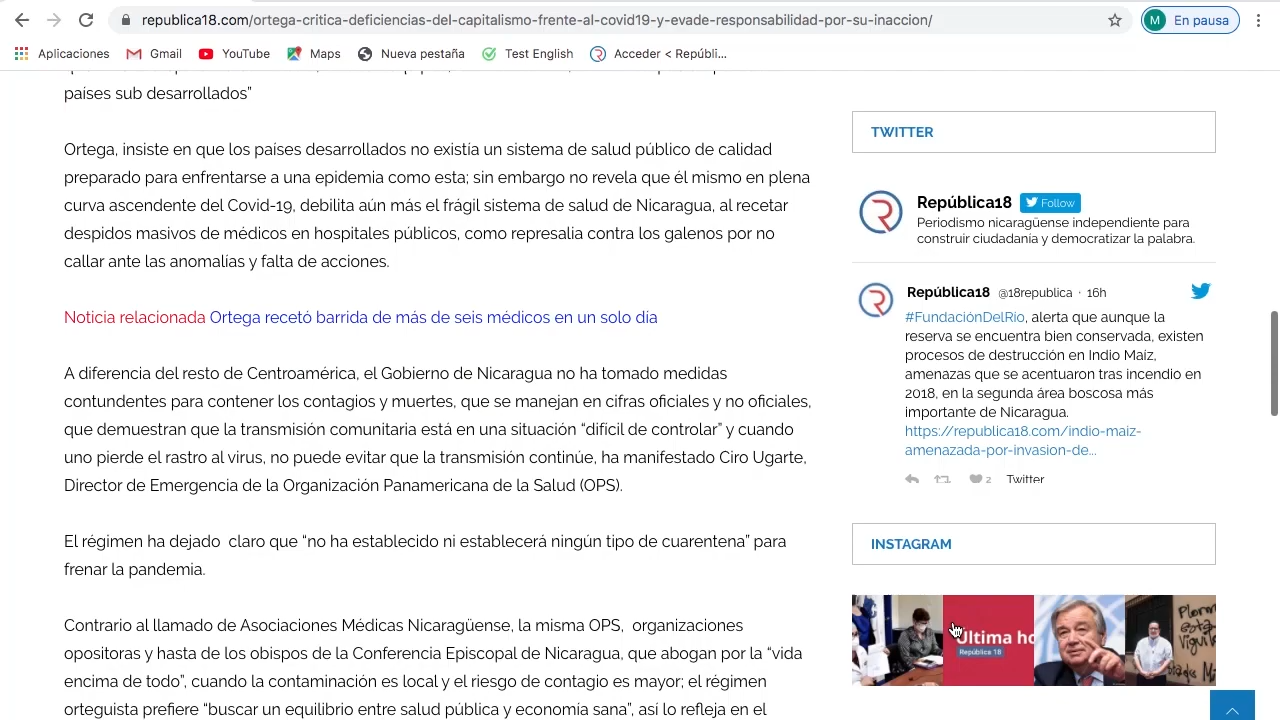 republica18.com/ortega-critica-deficiencias-del-capitalismo-frente-al-covid19-y-evade-responsabilidad-por-su-inaccion/
M En pausa
Aplicaciones Gmail YouTube Maps Nueva pestaña Test English Acceder < Repúbli...
países sub desarrollados”
Ortega, insiste en que los países desarrollados no existía un sistema de salud público de calidad
preparado para enfrentarse a una epidemia como esta; sin embargo no revela que él mismo en plena
curva ascendente del Covid-19, debilita aún más el frágil sistema de salud de Nicaragua, al recetar
despidos masivos de médicos en hospitales públicos, como represalia contra los galenos por no
callar ante las anomalías y falta de acciones.
Noticia relacionada Ortega recetó barrida de más de seis médicos en un solo día
A diferencia del resto de Centroamérica, el Gobierno de Nicaragua no ha tomado medidas
contundentes para contener los contagios y muertes, que se manejan en cifras oficiales y no oficiales,
que demuestran que la transmisión comunitaria está en una situación “difícil de controlar” y cuando
uno pierde el rastro al virus, no puede evitar que la transmisión continúe, ha manifestado Ciro Ugarte,
Director de Emergencia de la Organización Panamericana de la Salud (OPS).
El régimen ha dejado claro que “no ha establecido ni establecerá ningún tipo de cuarentena” para
frenar la pandemia.
Contrario al llamado de Asociaciones Médicas Nicaragüense, la misma OPS, organizaciones
opositoras y hasta de los obispos de la Conferencia Episcopal de Nicaragua, que abogan por la “vida
encima de todo”, cuando la contaminación es local y el riesgo de contagio es mayor; el régimen
orteguista prefiere “buscar un equilibrio entre salud pública y economía sana”, así lo refleja en el
TWITTER
República18 Follow
Periodismo nicaragüense independiente para
construir ciudadanía y democratizar la palabra.
República18 @18republica · 16h
#FundaciónDelRío, alerta que aunque la
reserva se encuentra bien conservada, existen
procesos de destrucción en Indio Maíz,
amenazas que se acentuaron tras incendio en
2018, en la segunda área boscosa más
importante de Nicaragua.
https://republica18.com/indio-maiz-
amenazada-por-invasion-de...
2 Twitter
INSTAGRAM
Última ho
República 18